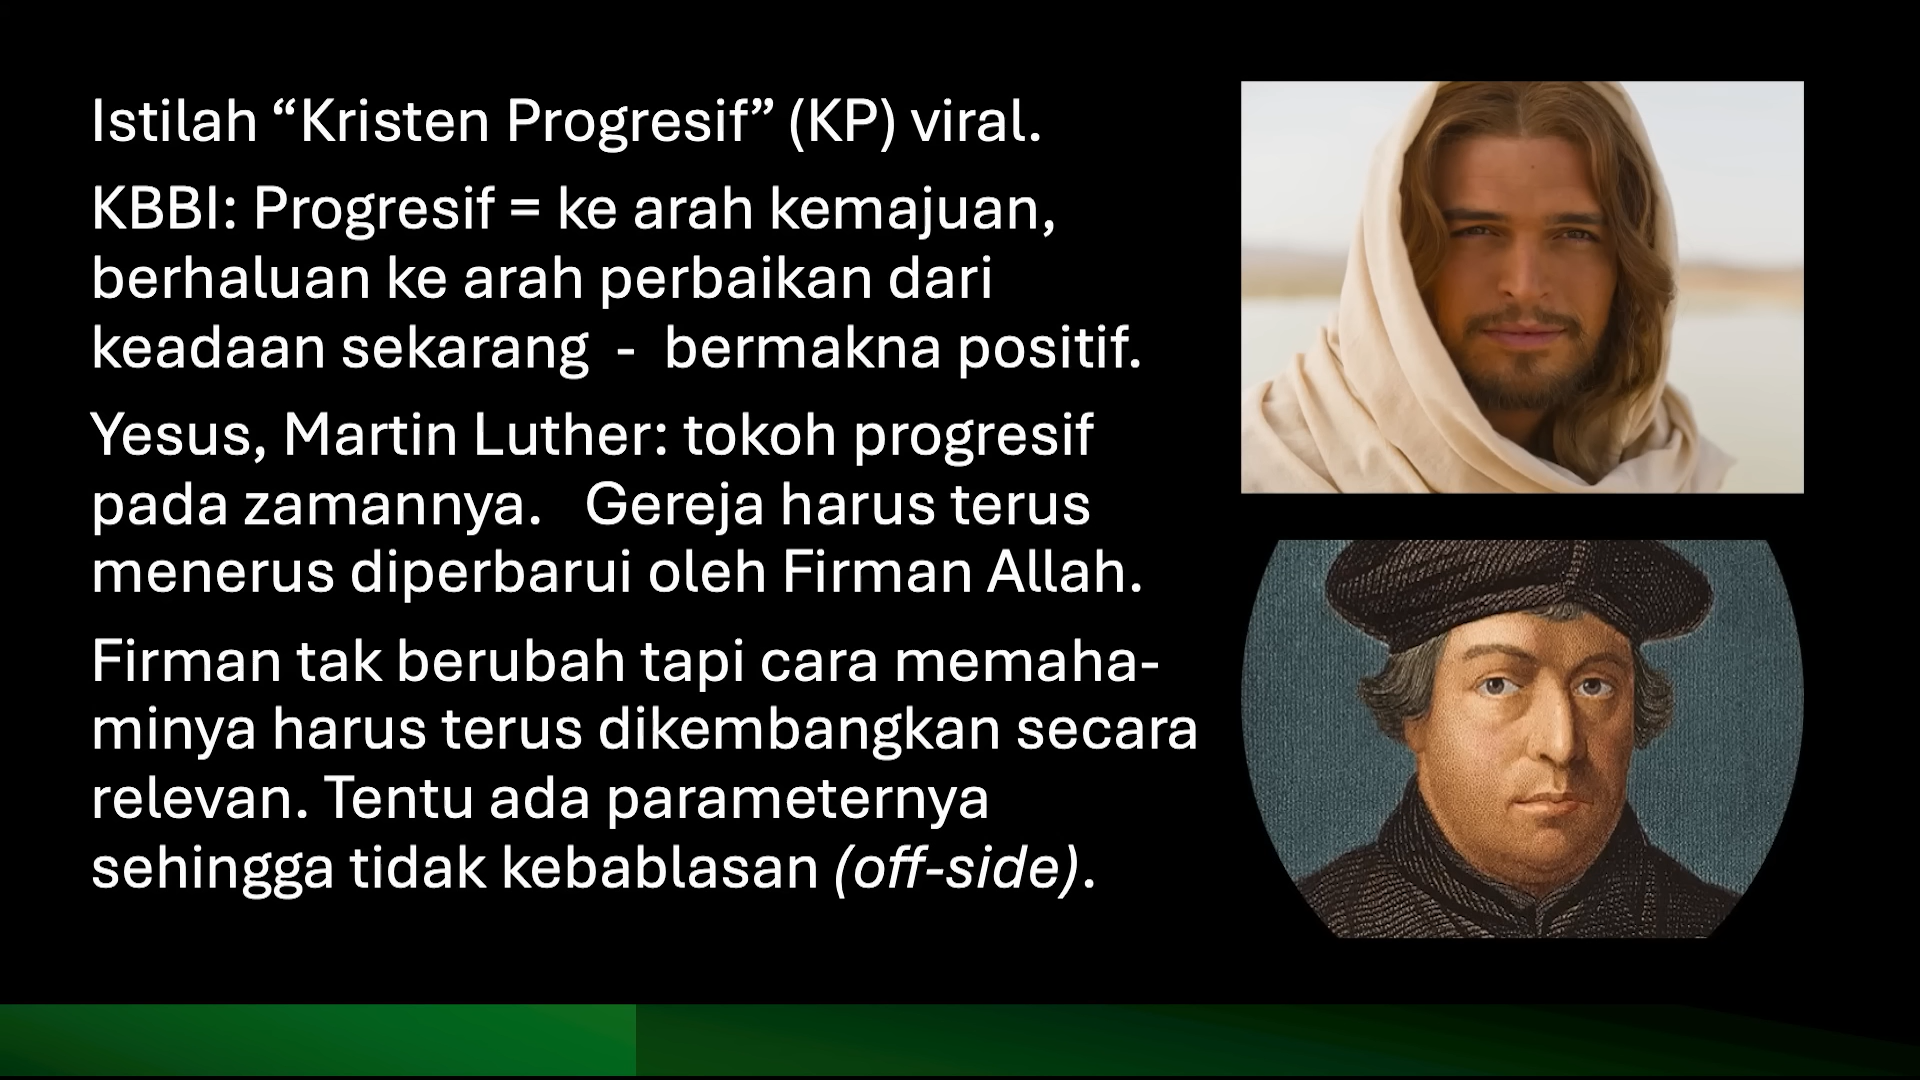 Istilah “Kristen Progresif” (KP) viral.
KBBI: Progresif = ke arah kemajuan,
berhaluan ke arah perbaikan dari
keadaan sekarang  -  bermakna positif.
Yesus, Martin Luther: tokoh progresif
pada zamannya.   Gereja harus terus
menerus diperbarui oleh Firman Allah.
Firman tak berubah tapi cara memaha-
minya harus terus dikembangkan secara
relevan. Tentu ada parameternya
sehingga tidak kebablasan (off-side).